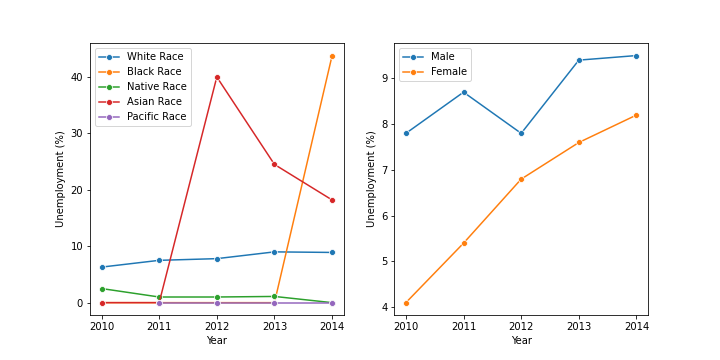 White Race
Black Race
Native Race
Asian Race
Pacific Race
Unemployment (%)
40
30
20
10
0
2010 2011 2012 2013 2014
Year
Male
Female
Unemployment (%)
9
8
7
6
5
4
2010 2011 2012 2013 2014
Year